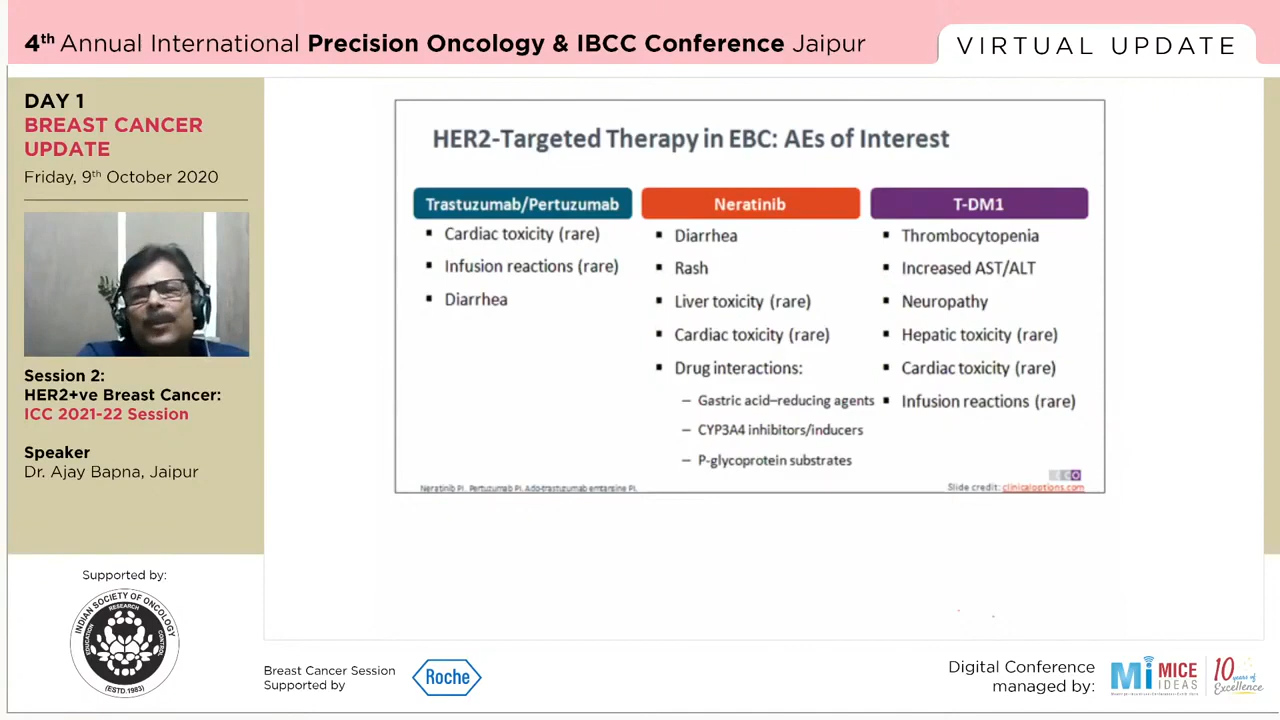 4th Annual International Precision Oncology & IBCC Conference Jaipur
VIRTUAL UPDATE
DAY 1
BREAST CANCER
UPDATE
Friday, 9th October 2020
Session 2:
HER2+ve Breast Cancer:
ICC 2021-22 Session
Speaker
Dr. Ajay Bapna, Jaipur
Supported by:
INDIAN SOCIETY OF ONCOLOGY
EDUCATION
RESEARCH
CONTROL
(ESTD.1983)
HER2-Targeted Therapy in EBC: AEs of Interest
Trastuzumab/Pertuzumab
▪ Cardiac toxicity (rare)
▪ Infusion reactions (rare)
▪ Diarrhea
Neratinib
▪ Diarrhea
▪ Rash
▪ Liver toxicity (rare)
▪ Cardiac toxicity (rare)
▪ Drug interactions:
– Gastric acid–reducing agents
– CYP3A4 inhibitors/inducers
– P-glycoprotein substrates
T-DM1
▪ Thrombocytopenia
▪ Increased AST/ALT
▪ Neuropathy
▪ Hepatic toxicity (rare)
▪ Cardiac toxicity (rare)
▪ Infusion reactions (rare)
Neratinib PI. Pertuzumab PI. Ado-trastuzumab emtansine PI.
CCO
Slide credit: clinicaloptions.com
Breast Cancer Session
Supported by
Roche
Digital Conference
managed by:
Mi MICE
IDEAS
10 years of
Excellence